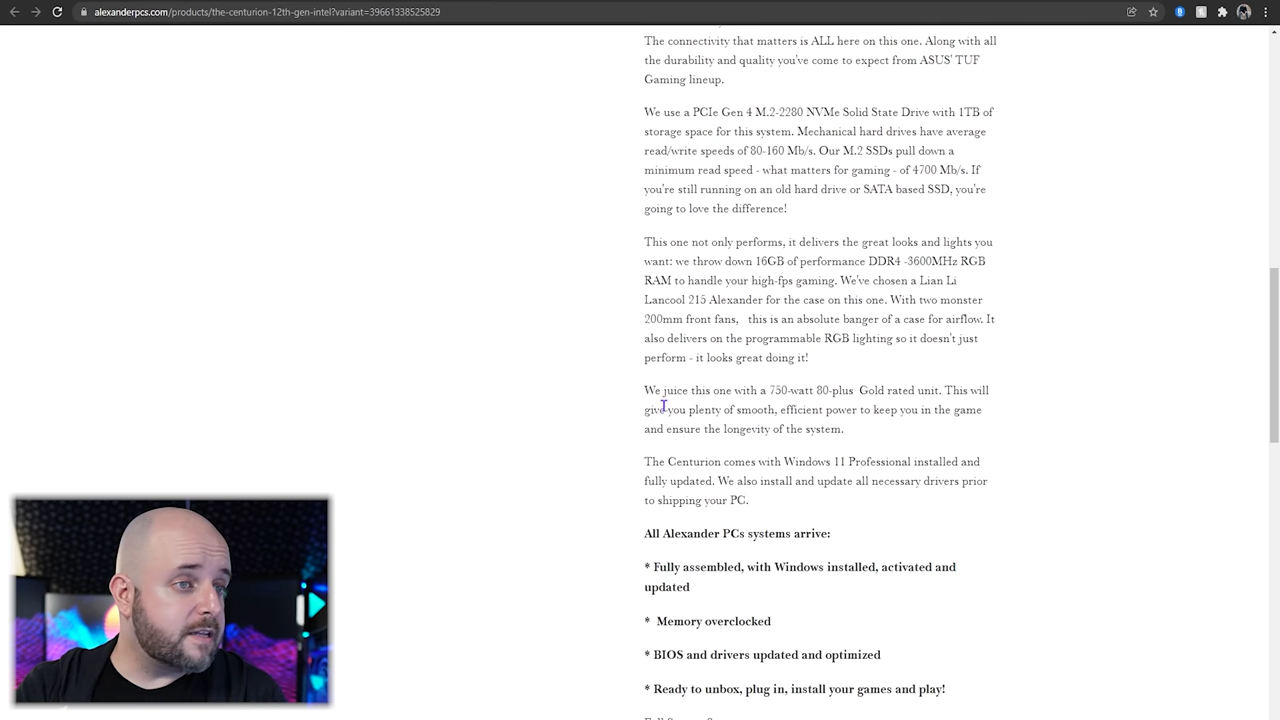 alexanderpcs.com/products/the-centurion-12th-gen-intel?variant=39661338525829
The connectivity that matters is ALL here on this one. Along with all
the durability and quality you've come to expect from ASUS' TUF
Gaming lineup.
We use a PCIe Gen 4 M.2-2280 NVMe Solid State Drive with 1TB of
storage space for this system. Mechanical hard drives have average
read/write speeds of 80-160 Mb/s. Our M.2 SSDs pull down a
minimum read speed - what matters for gaming - of 4700 Mb/s. If
you're still running on an old hard drive or SATA based SSD, you're
going to love the difference!
This one not only performs, it delivers the great looks and lights you
want: we throw down 16GB of performance DDR4 -3600MHz RGB
RAM to handle your high-fps gaming. We've chosen a Lian Li
Lancool 215 Alexander for the case on this one. With two monster
200mm front fans, this is an absolute banger of a case for airflow. It
also delivers on the programmable RGB lighting so it doesn't just
perform - it looks great doing it!
We juice this one with a 750-watt 80-plus Gold rated unit. This will
give you plenty of smooth, efficient power to keep you in the game
and ensure the longevity of the system.
The Centurion comes with Windows 11 Professional installed and
fully updated. We also install and update all necessary drivers prior
to shipping your PC.
All Alexander PCs systems arrive:
* Fully assembled, with Windows installed, activated and
updated
* Memory overclocked
* BIOS and drivers updated and optimized
* Ready to unbox, plug in, install your games and play!